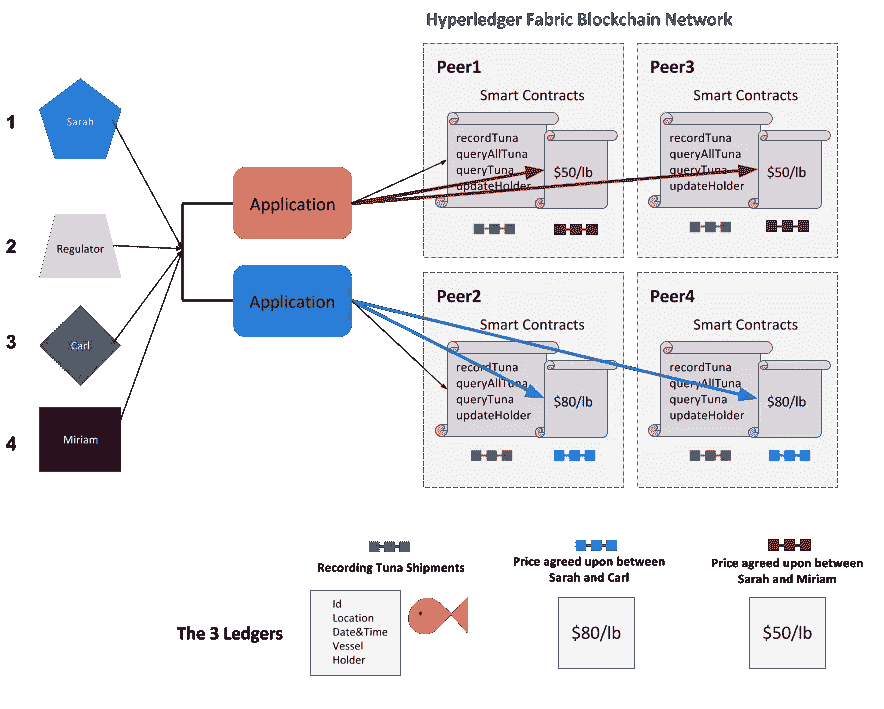 Hyperledger Fabric Blockchain Network
1
Sarah
2
Regulator
3
Carl
4
Miriam
Application
Application
Peer1
Smart Contracts
recordTuna
queryAllTuna
queryTuna
updateHolder
$50/lb
Peer3
Smart Contracts
recordTuna
queryAllTuna
queryTuna
updateHolder
$50/lb
Peer2
Smart Contracts
recordTuna
queryAllTuna
queryTuna
updateHolder
$80/lb
Peer4
Smart Contracts
recordTuna
queryAllTuna
queryTuna
updateHolder
$80/lb
The 3 Ledgers
Recording Tuna Shipments
Id
Location
Date&Time
Vessel
Holder
Price agreed upon between
Sarah and Carl
$80/lb
Price agreed upon between
Sarah and Miriam
$50/lb